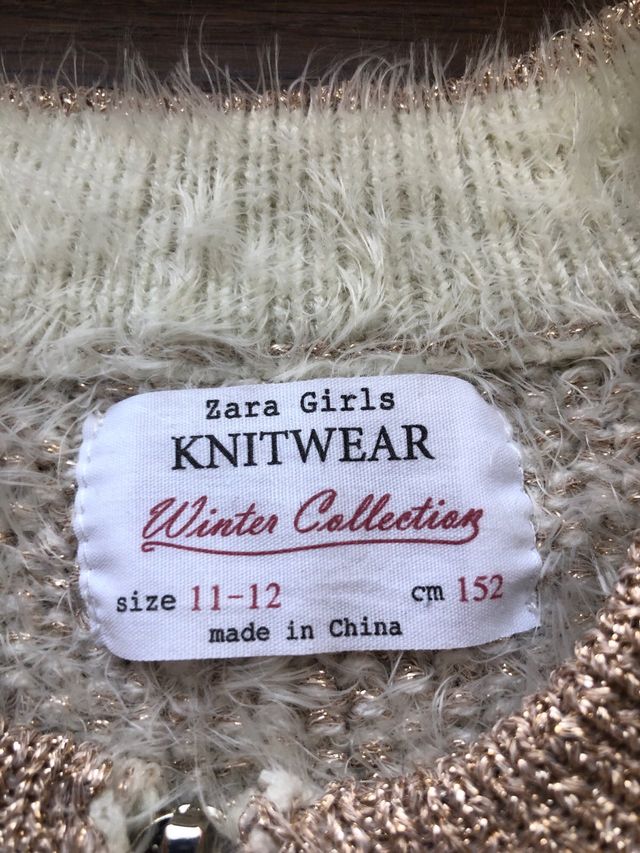 Zara Girls
KNITWEAR
Winter Collection
size 11-12 cm 152
made in China